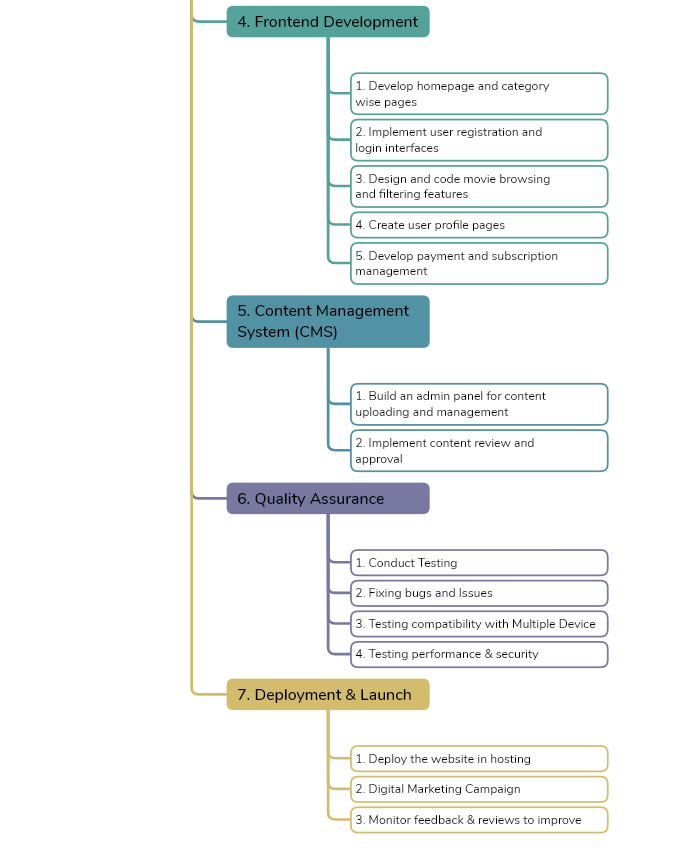 4. Frontend Development
1. Develop homepage and category
wise pages
2. Implement user registration and
login interfaces
3. Design and code movie browsing
and filtering features
4. Create user profile pages
5. Develop payment and subscription
management
5. Content Management
System (CMS)
1. Build an admin panel for content
uploading and management
2. Implement content review and
approval
6. Quality Assurance
1. Conduct Testing
2. Fixing bugs and Issues
3. Testing compatibility with Multiple Device
4. Testing performance & security
7. Deployment & Launch
1. Deploy the website in hosting
2. Digital Marketing Campaign
3. Monitor feedback & reviews to improve